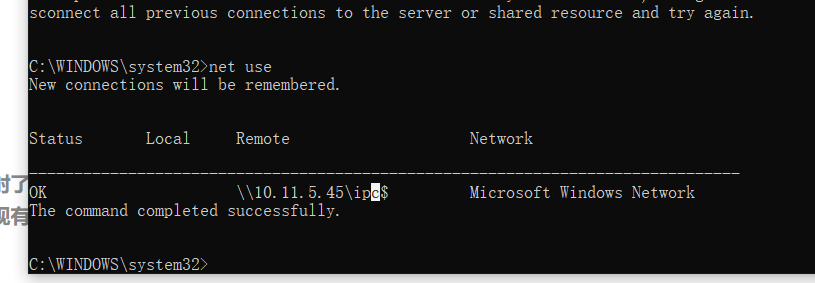 sconnect all previous connections to the server or shared resource and try again.
C:\WINDOWS\system32>net use
New connections will be remembered.
Status Local Remote Network
OK \\10.11.5.45\ipc$ Microsoft Windows Network
The command completed successfully.
C:\WINDOWS\system32>
时了
现有